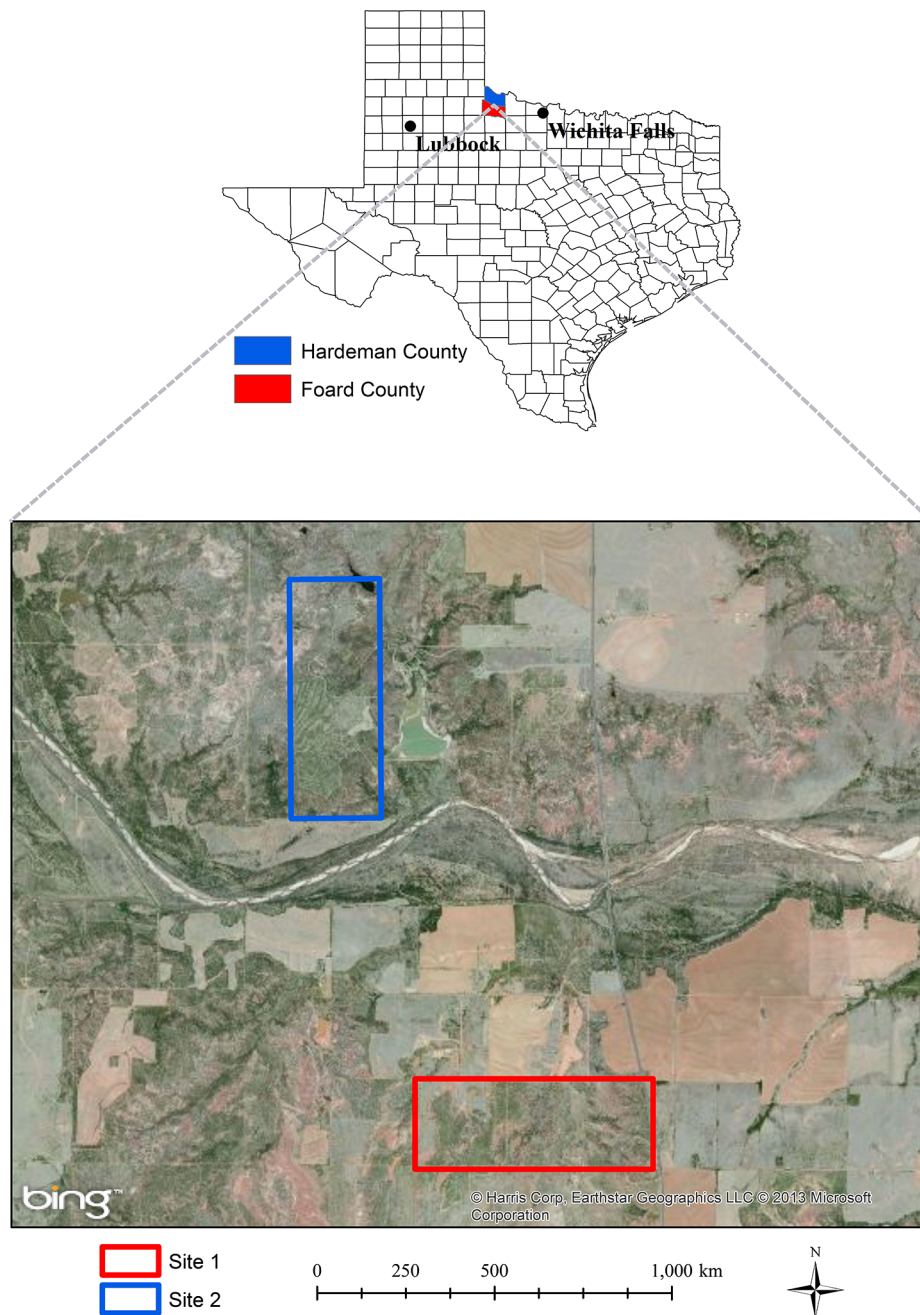 Lubbock
Wichita Falls
Hardeman County
Foard County
bing™
© Harris Corp, Earthstar Geographics LLC © 2013 Microsoft
Corporation
Site 1
Site 2
0 250 500 1,000 km
N